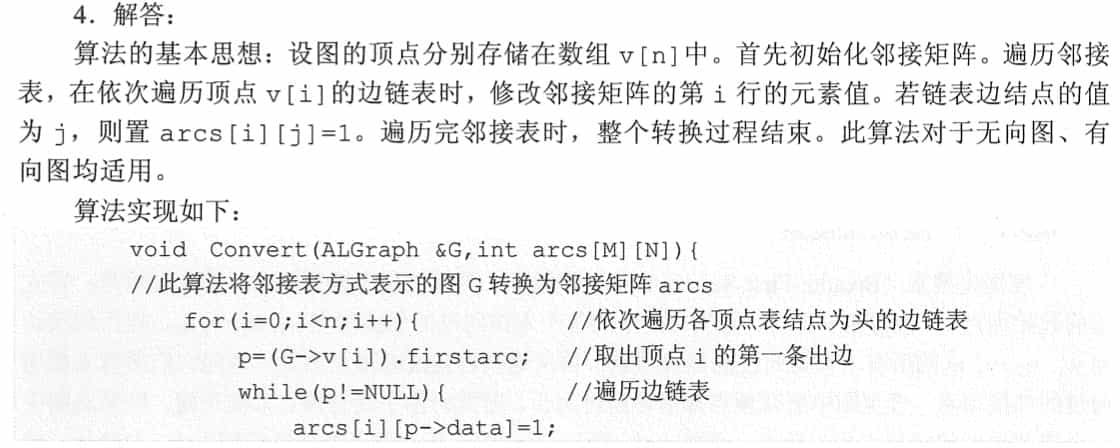 4．解答：
算法的基本思想：设图的顶点分别存储在数组 v[n]中。首先初始化邻接矩阵。遍历邻接
表，在依次遍历顶点 v[i]的边链表时，修改邻接矩阵的第 i 行的元素值。若链表边结点的值
为 j，则置 arcs[i][j]=1。遍历完邻接表时，整个转换过程结束。此算法对于无向图、有
向图均适用。
算法实现如下：
void Convert(ALGraph &G,int arcs[M][N]){
//此算法将邻接表方式表示的图 G 转换为邻接矩阵 arcs
for(i=0;i<n;i++){ //依次遍历各顶点表结点为头的边链表
p=(G->v[i]).firstarc; //取出顶点 i 的第一条出边
while(p!=NULL){ //遍历边链表
arcs[i][p->data]=1;